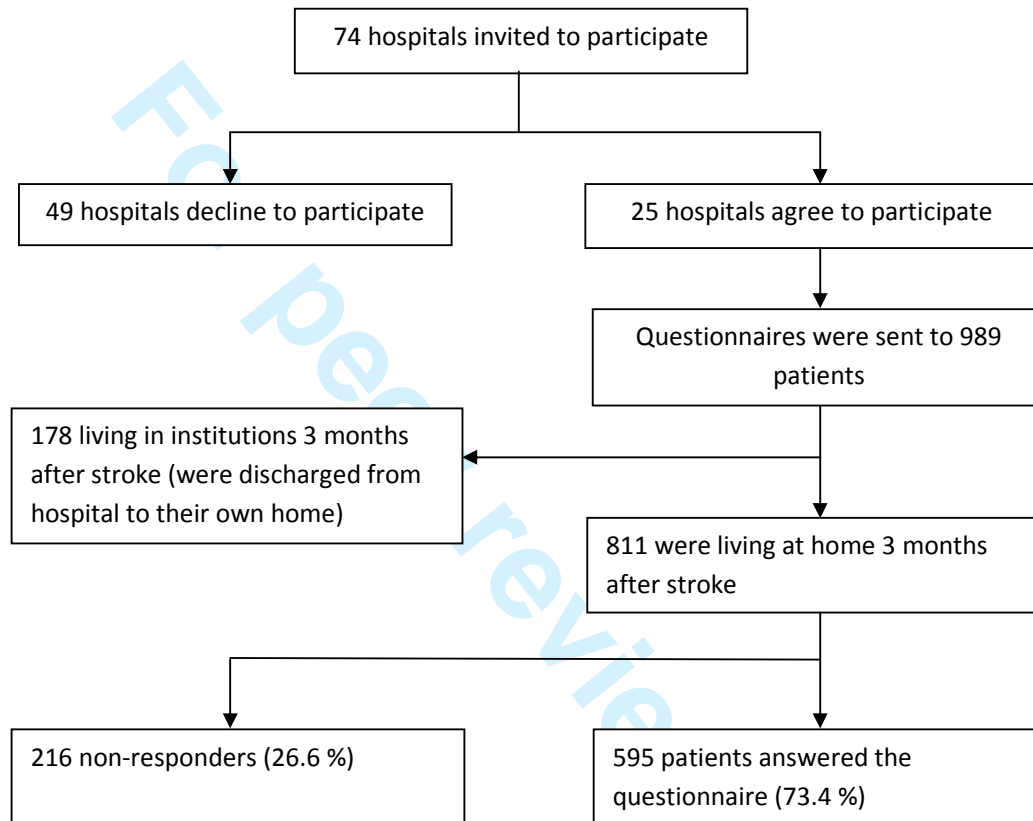 74 hospitals invited to participate
49 hospitals decline to participate
25 hospitals agree to participate
Questionnaires were sent to 989
patients
178 living in institutions 3 months
after stroke (were discharged from
hospital to their own home)
811 were living at home 3 months
after stroke
216 non-responders (26.6 %)
595 patients answered the
questionnaire (73.4 %)
For peer review